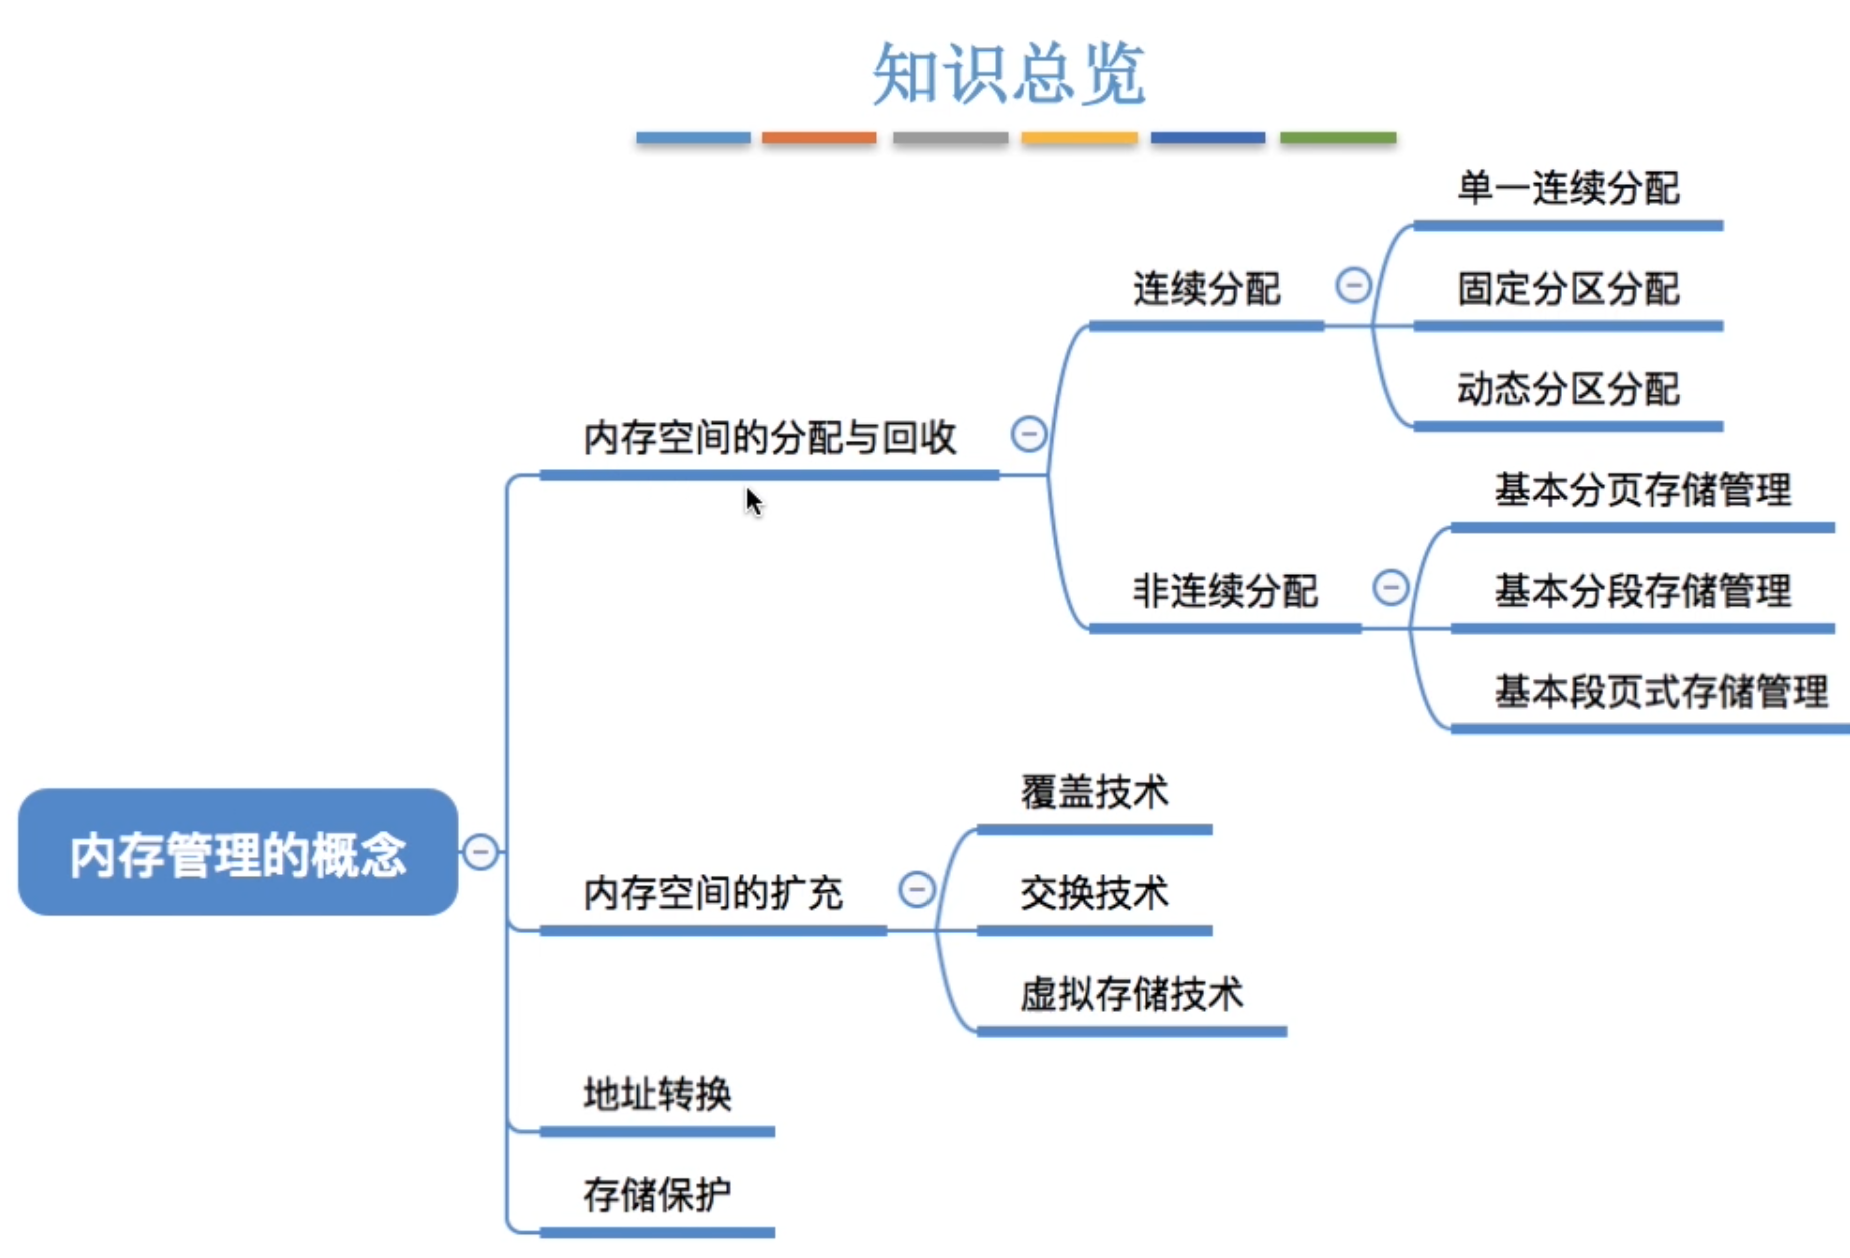 知识总览
内存管理的概念
内存空间的分配与回收
连续分配
单一连续分配
固定分区分配
动态分区分配
非连续分配
基本分页存储管理
基本分段存储管理
基本段页式存储管理
内存空间的扩充
覆盖技术
交换技术
虚拟存储技术
地址转换
存储保护